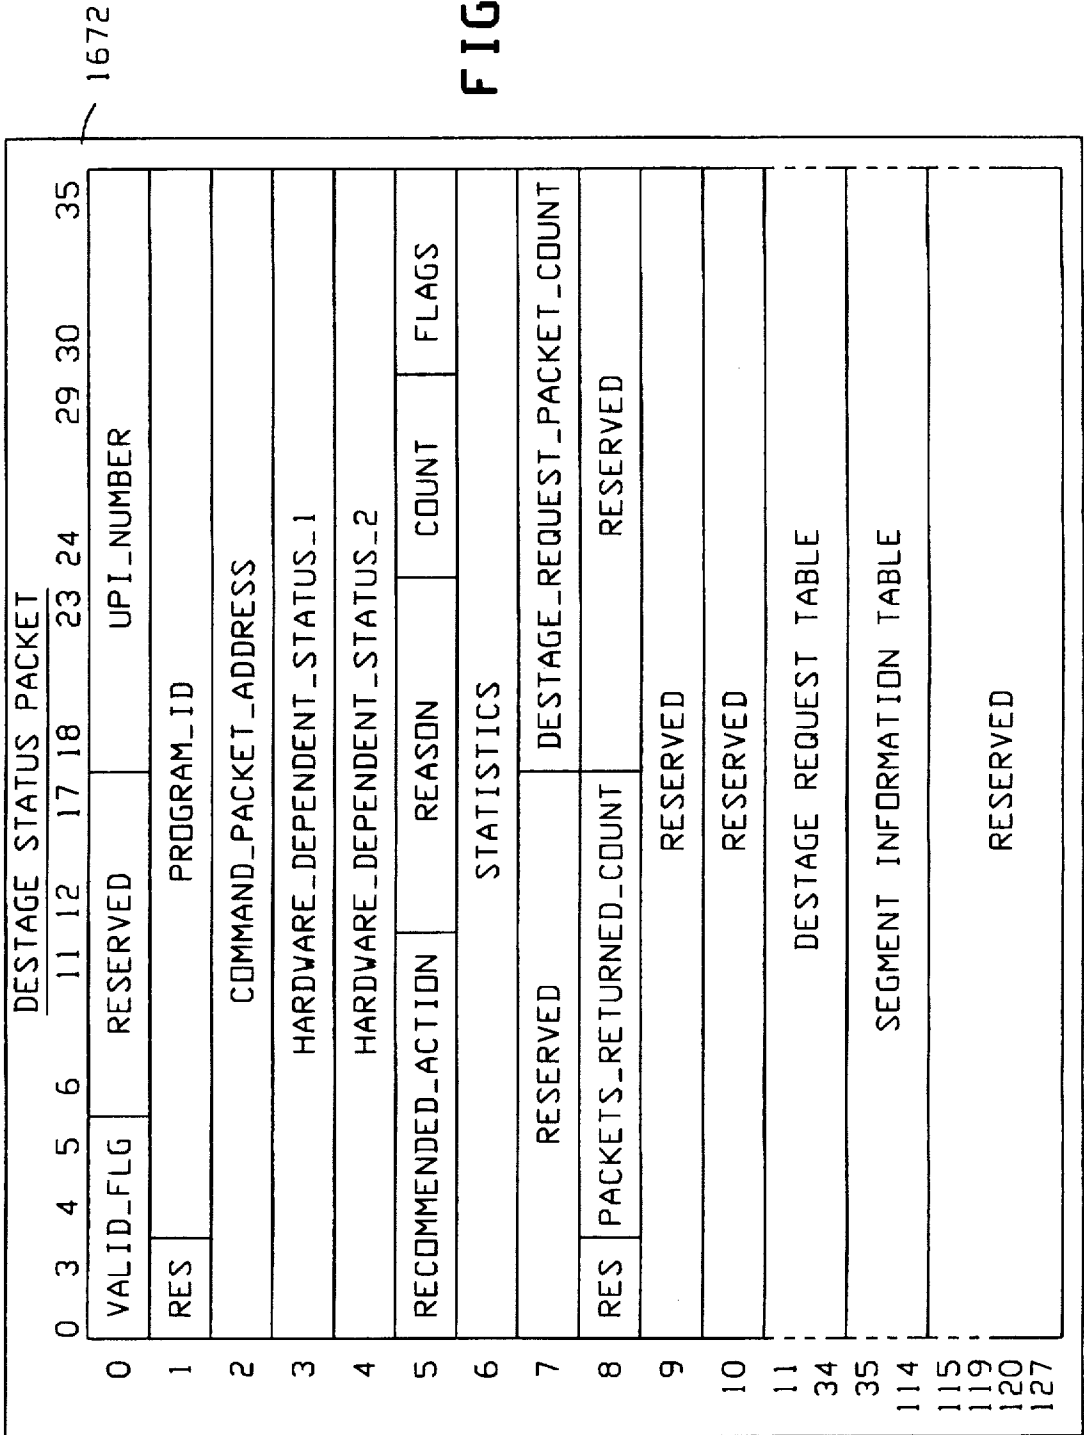 DESTAGE STATUS PACKET
1672
0 3 4 5 6 11 12 17 18 23 24 29 30 35
0 VALID_FLG RESERVED UPI_NUMBER
1 RES PROGRAM_ID
2 COMMAND_PACKET_ADDRESS
3 HARDWARE_DEPENDENT_STATUS_1
4 HARDWARE_DEPENDENT_STATUS_2
5 RECOMMENDED_ACTION REASON COUNT FLAGS
6 STATISTICS
7 RESERVED DESTAGE_REQUEST_PACKET_COUNT
8 RES PACKETS_RETURNED_COUNT RESERVED
9 RESERVED
10 RESERVED
11
DESTAGE REQUEST TABLE
34
35
SEGMENT INFORMATION TABLE
114
115
119
RESERVED
120
127
FIG